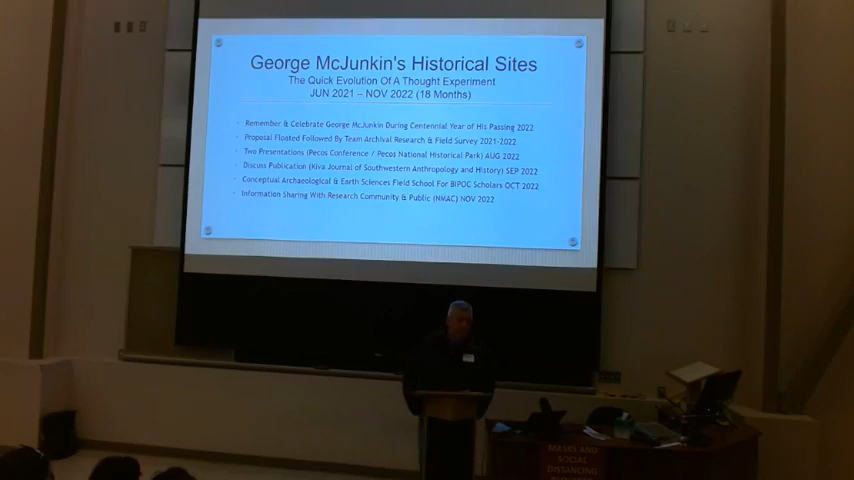 George McJunkin's Historical Sites
The Quick Evolution Of A Thought Experiment
JUN 2021 – NOV 2022 (18 Months)
Remember & Celebrate George McJunkin During Centennial Year of His Passing 2022
Proposal Floated Followed By Team Archival Research & Field Survey 2021-2022
Two Presentations (Pecos Conference / Pecos National Historical Park) AUG 2022
Discuss Publication (Kiva Journal of Southwestern Anthropology and History) SEP 2022
Conceptual Archaeological & Earth Sciences Field School For BIPOC Scholars OCT 2022
Information Sharing With Research Community & Public (NMAC) NOV 2022
MASKS AND
SOCIAL
DISTANCING